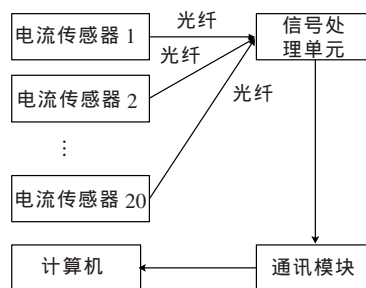 电流传感器 1
光纤
信号处
理单元
光纤
电流传感器 2
光纤
⋮
电流传感器 20
计算机
通讯模块